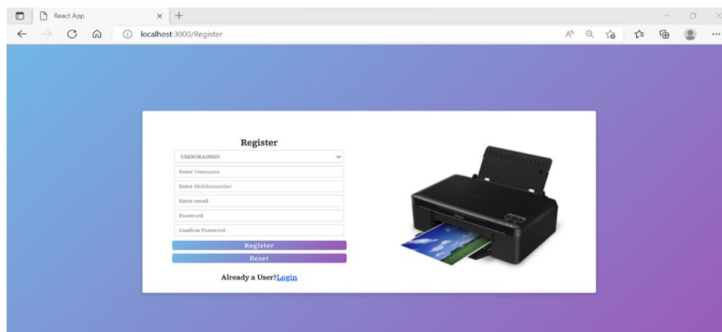 React App
localhost:3000/Register
Register
USERORADMIN
Enter Username
Enter Mobilenumber
Enter email
Password
Confirm Password
Register
Reset
Already a User?Login